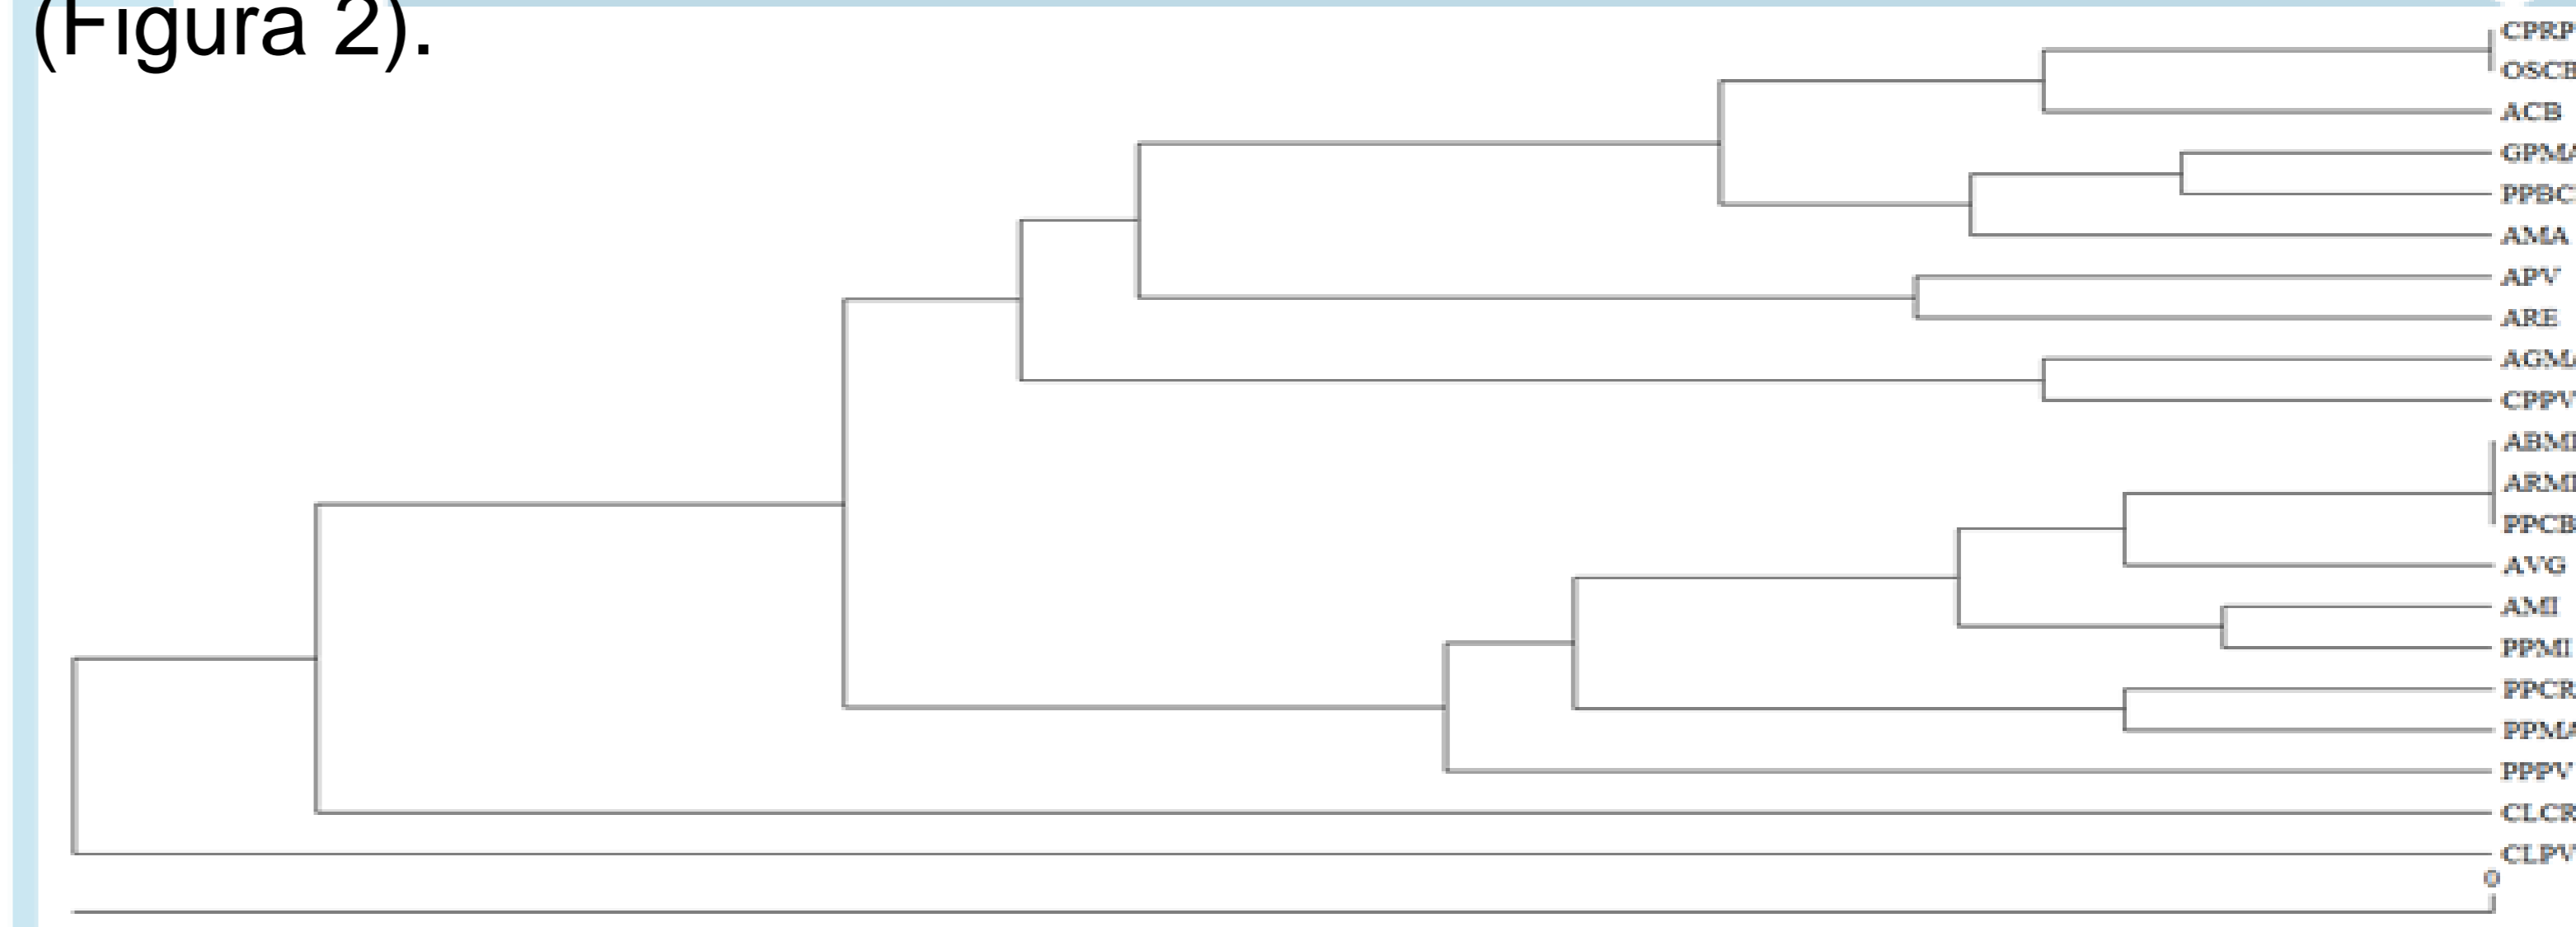 (Figura 2).
CPRP
OSCB
ACB
GPMA
PPBC
AMA
APV
ARE
AGMA
CPPV
ABMI
ARMI
PPCB
AVG
AMI
PPMI
PPCR
PPMA
PPPV
CLCR
CLPV
0